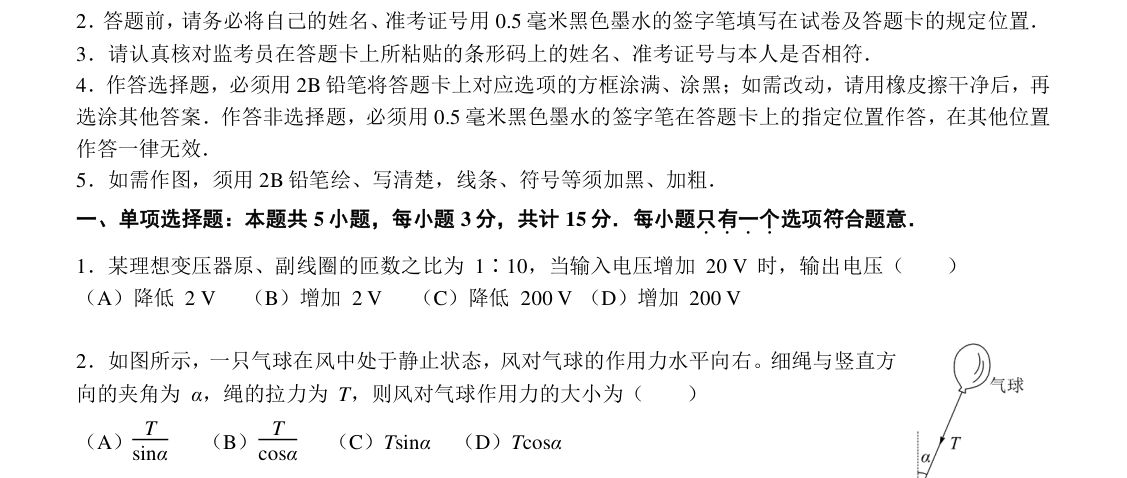 2．答题前，请务必将自己的姓名、准考证号用 0.5 毫米黑色墨水的签字笔填写在试卷及答题卡的规定位置．
3．请认真核对监考员在答题卡上所粘贴的条形码上的姓名、准考证号与本人是否相符．
4．作答选择题，必须用 2B 铅笔将答题卡上对应选项的方框涂满、涂黑；如需改动，请用橡皮擦干净后，再
选涂其他答案．作答非选择题，必须用 0.5 毫米黑色墨水的签字笔在答题卡上的指定位置作答，在其他位置
作答一律无效．
5．如需作图，须用 2B 铅笔绘、写清楚，线条、符号等须加黑、加粗．
一、单项选择题：本题共 5 小题，每小题 3 分，共计 15 分．每小题只有一个选项符合题意．
1．某理想变压器原、副线圈的匝数之比为 1∶10，当输入电压增加 20 V 时，输出电压（　　）
（A）降低 2 V （B）增加 2 V （C）降低 200 V （D）增加 200 V
2．如图所示，一只气球在风中处于静止状态，风对气球的作用力水平向右。细绳与竖直方
向的夹角为 α，绳的拉力为 T，则风对气球作用力的大小为（　　）
（A）T/sinα （B）T/cosα （C）Tsinα （D）Tcosα
气球
T
α